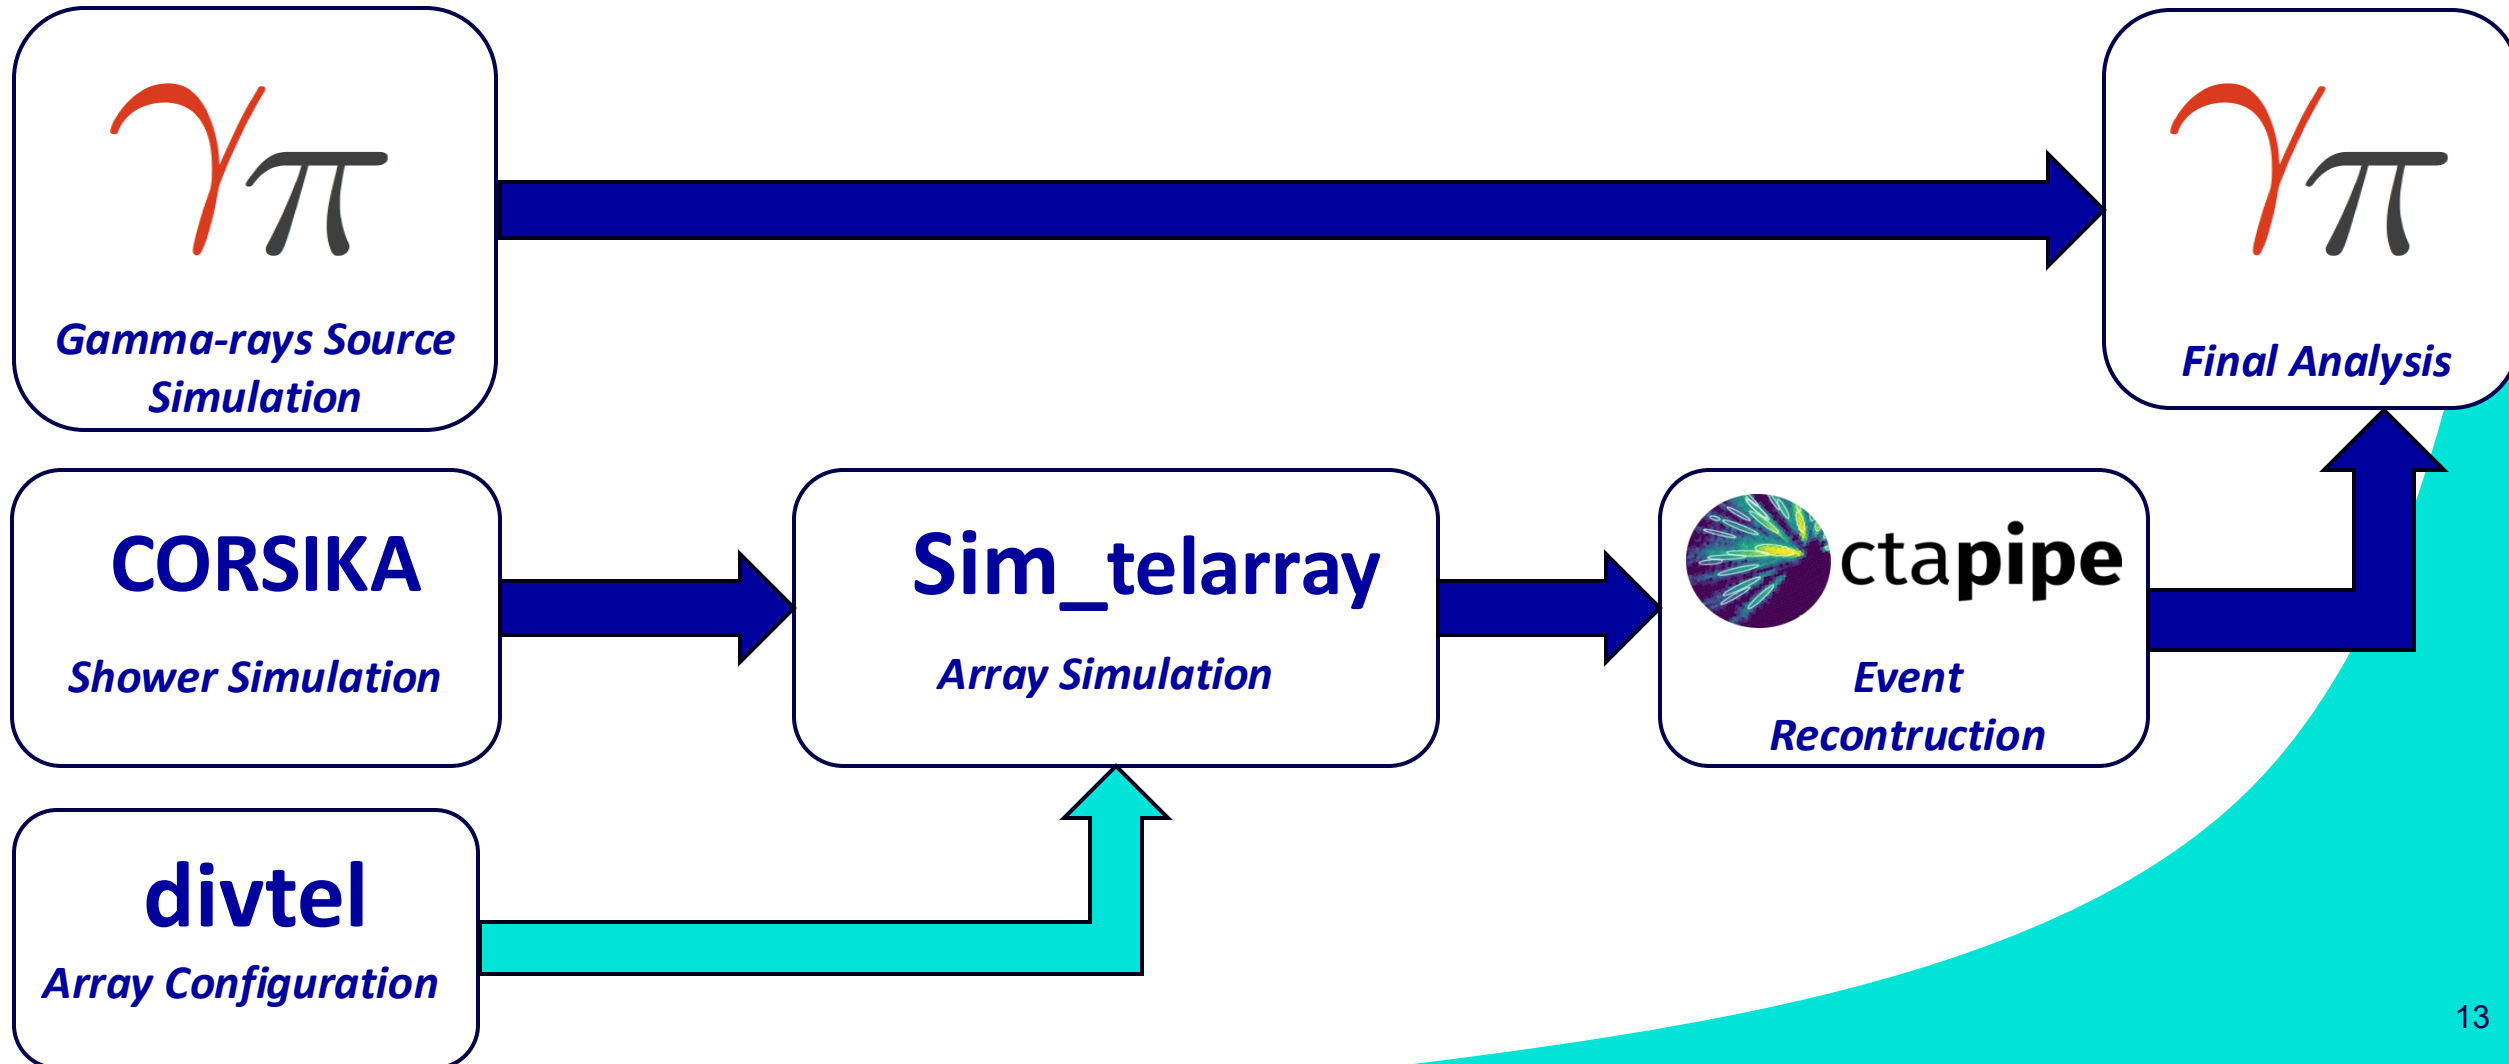 γπ
Gamma-rays Source
Simulation
γπ
Final Analysis
CORSIKA
Shower Simulation
Sim_telarray
Array Simulation
ctapipe
Event
Recontruction
divtel
Array Configuration
13